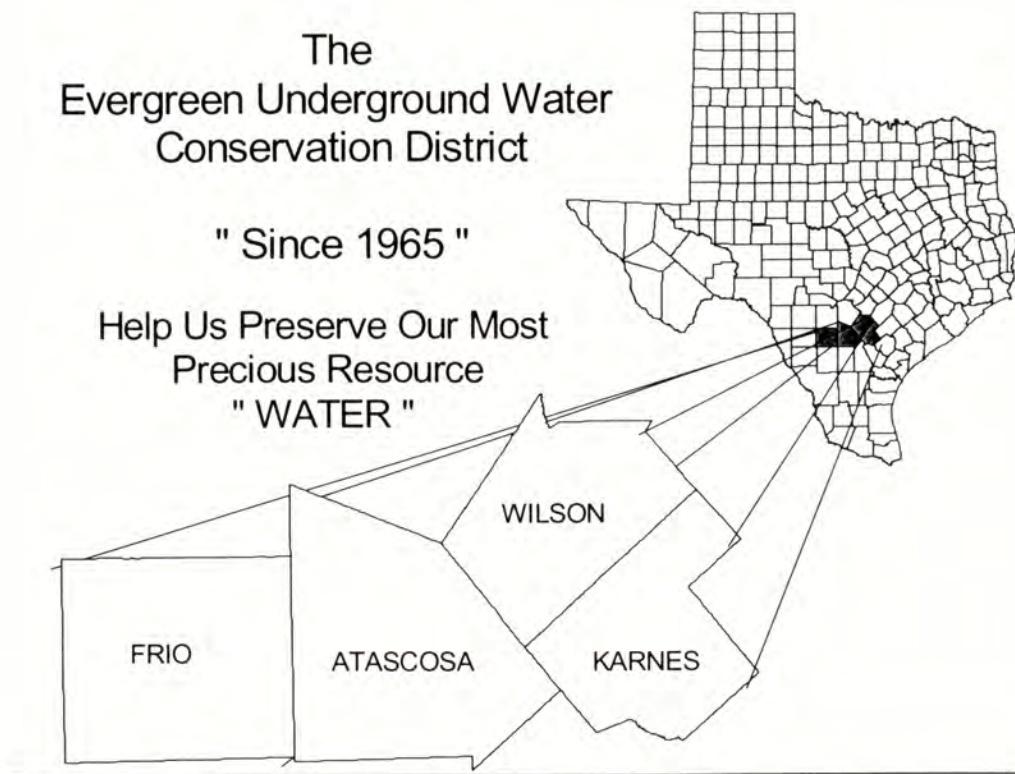 The
Evergreen Underground Water
Conservation District
" Since 1965 "
Help Us Preserve Our Most
Precious Resource
" WATER "
WILSON
FRIO
ATASCOSA
KARNES